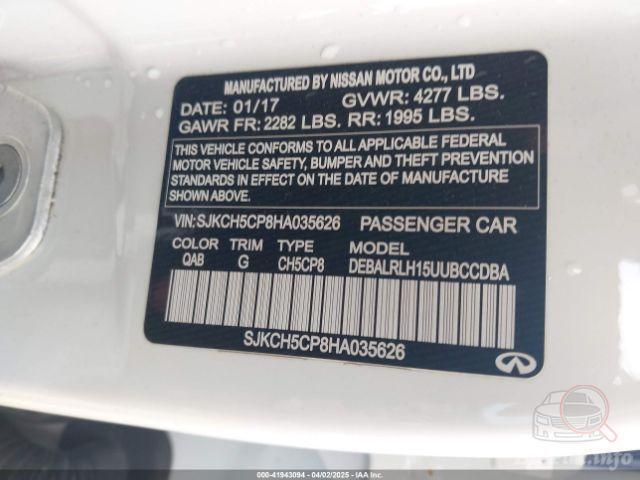 MANUFACTURED BY NISSAN MOTOR CO., LTD
DATE: 01/17 GVWR: 4277 LBS.
GAWR FR: 2282 LBS. RR: 1995 LBS.
THIS VEHICLE CONFORMS TO ALL APPLICABLE FEDERAL
MOTOR VEHICLE SAFETY, BUMPER AND THEFT PREVENTION
STANDARDS IN EFFECT ON THE DATE OF MANUFACTURE
SHOWN ABOVE.
VIN: SJKCH5CP8HA035626 PASSENGER CAR
COLOR TRIM TYPE MODEL
QAB G CH5CP8 DEBALRLH15UUBCCDBA
SJKCH5CP8HA035626
000-41943094 04/02/2025 iaai.com